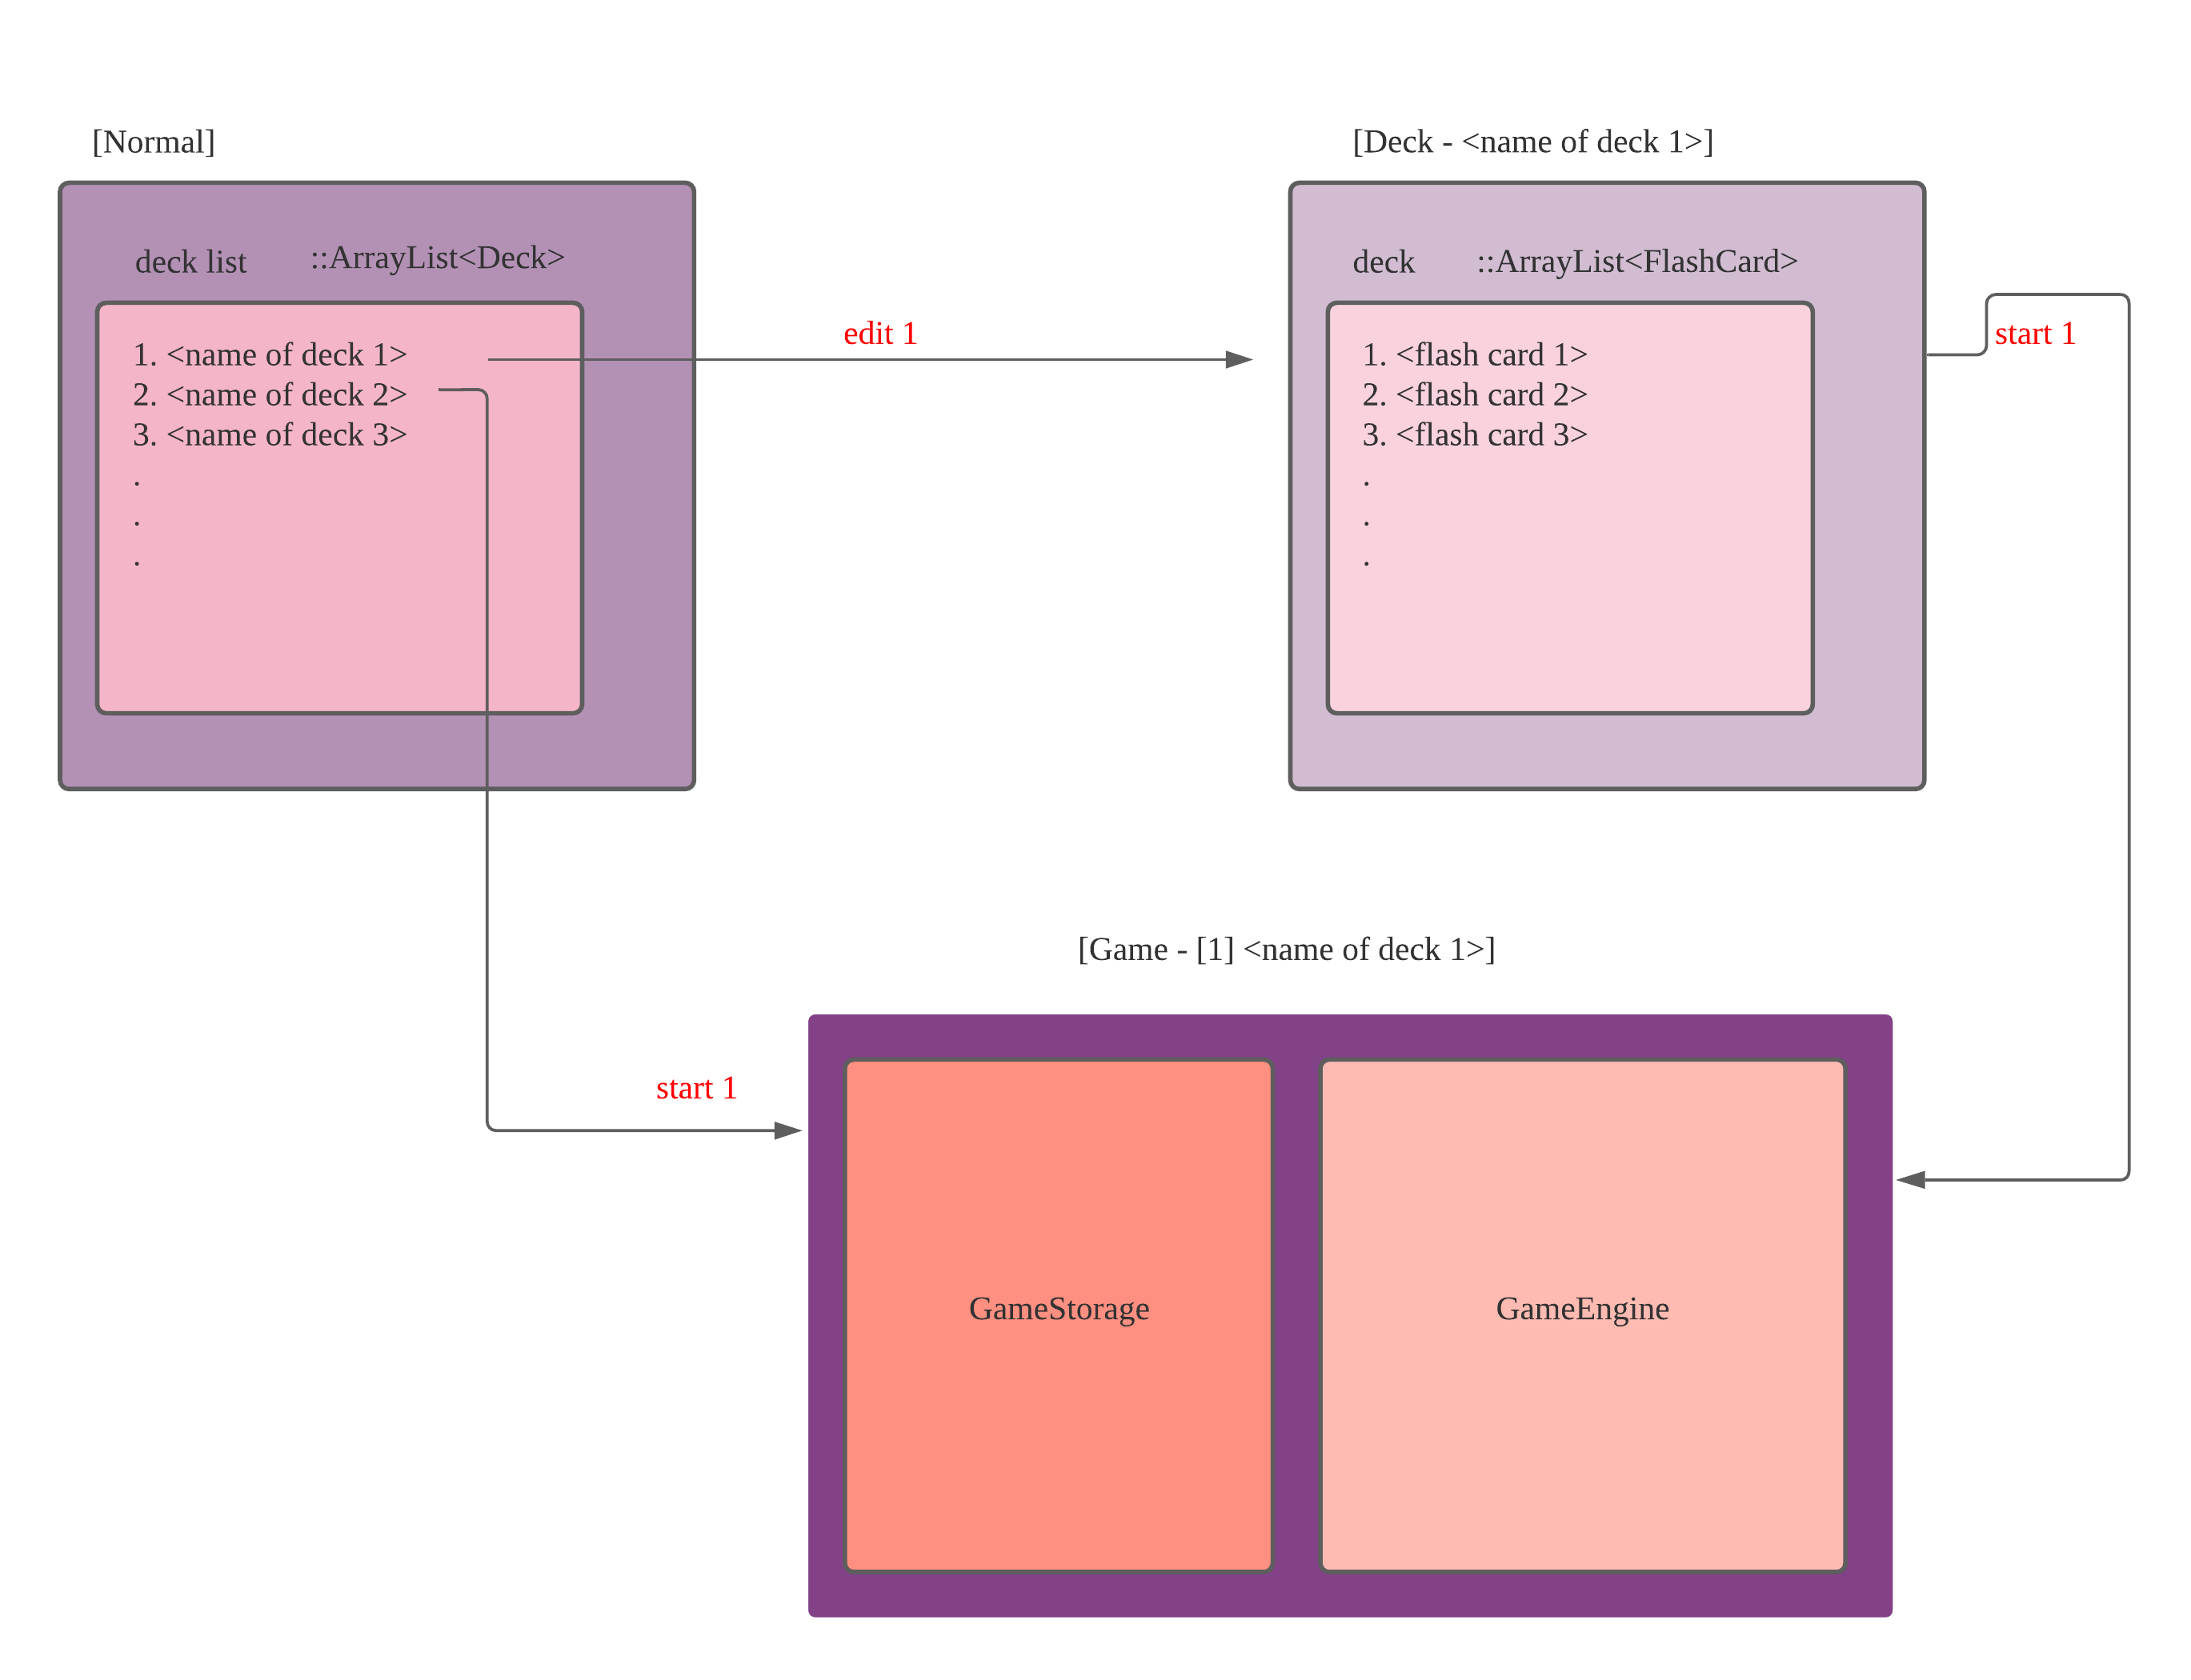 [Normal]
deck list ::ArrayList<Deck>
1. <name of deck 1>
2. <name of deck 2>
3. <name of deck 3>
.
.
.
edit 1
[Deck - <name of deck 1>]
deck ::ArrayList<FlashCard>
1. <flash card 1>
2. <flash card 2>
3. <flash card 3>
.
.
.
start 1
[Game - [1] <name of deck 1>]
start 1
GameStorage
GameEngine